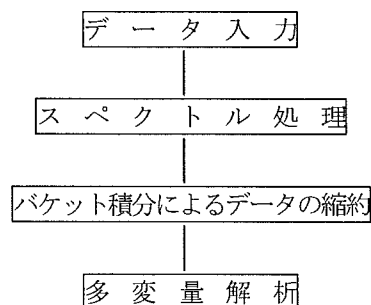 データ入力
スペクトル処理
バケット積分によるデータの縮約
多変量解析